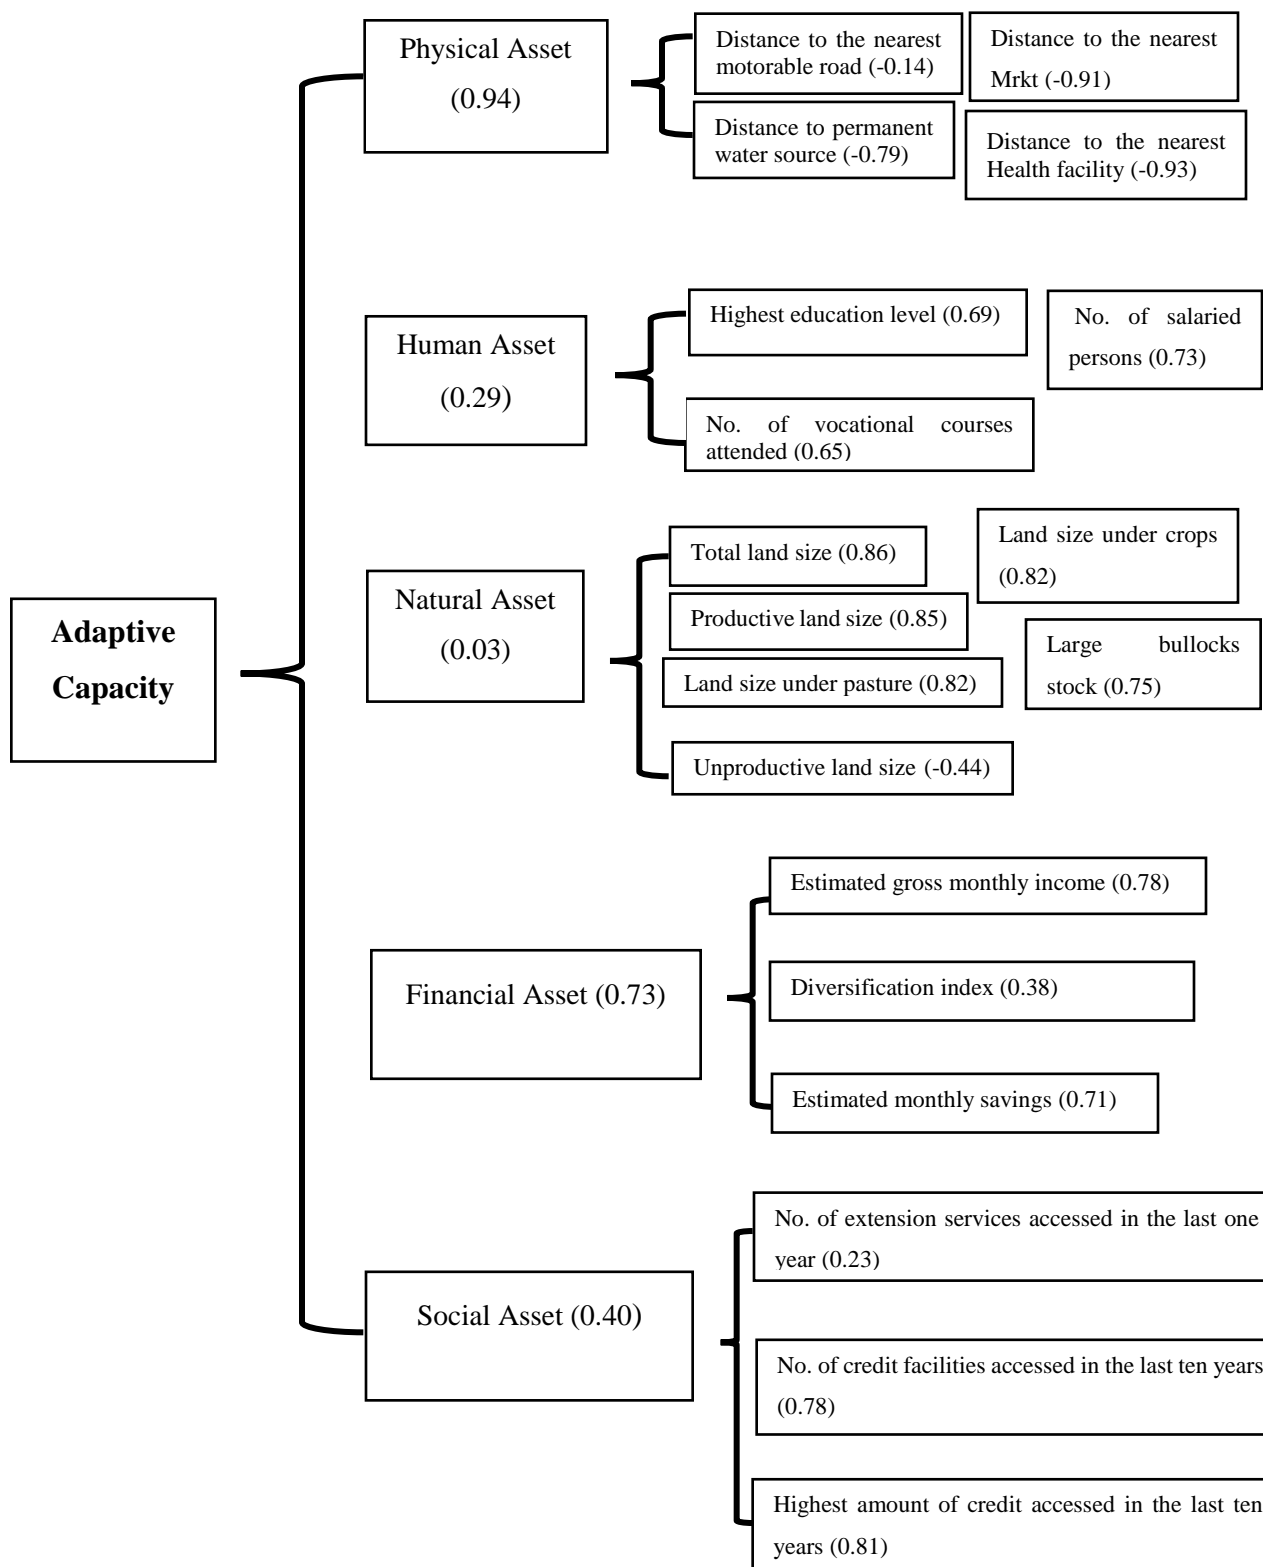 Adaptive
Capacity
Physical Asset
(0.94)
Distance to the nearest
motorable road (-0.14)
Distance to the nearest
Mrkt (-0.91)
Distance to permanent
water source (-0.79)
Distance to the nearest
Health facility (-0.93)
Human Asset
(0.29)
Highest education level (0.69)
No. of salaried
persons (0.73)
No. of vocational courses
attended (0.65)
Natural Asset
(0.03)
Total land size (0.86)
Land size under crops
(0.82)
Productive land size (0.85)
Large bullocks
stock (0.75)
Land size under pasture (0.82)
Unproductive land size (-0.44)
Financial Asset (0.73)
Estimated gross monthly income (0.78)
Diversification index (0.38)
Estimated monthly savings (0.71)
Social Asset (0.40)
No. of extension services accessed in the last one
year (0.23)
No. of credit facilities accessed in the last ten years
(0.78)
Highest amount of credit accessed in the last ten
years (0.81)